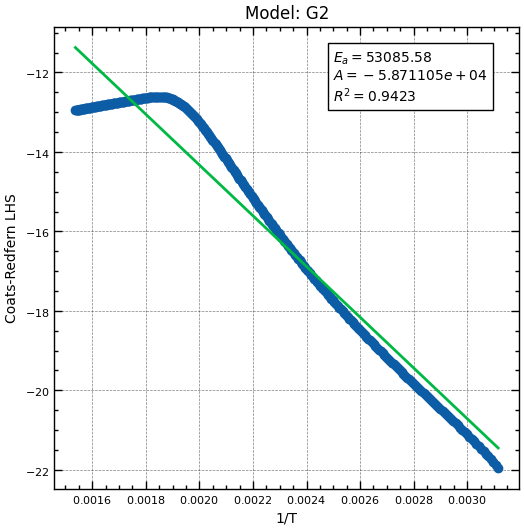 Model: G2
E_a = 53085.58
A = −5.871105e + 04
R² = 0.9423
Coats-Redfern LHS
−12
−14
−16
−18
−20
−22
0.0016 0.0018 0.0020 0.0022 0.0024 0.0026 0.0028 0.0030
1/T